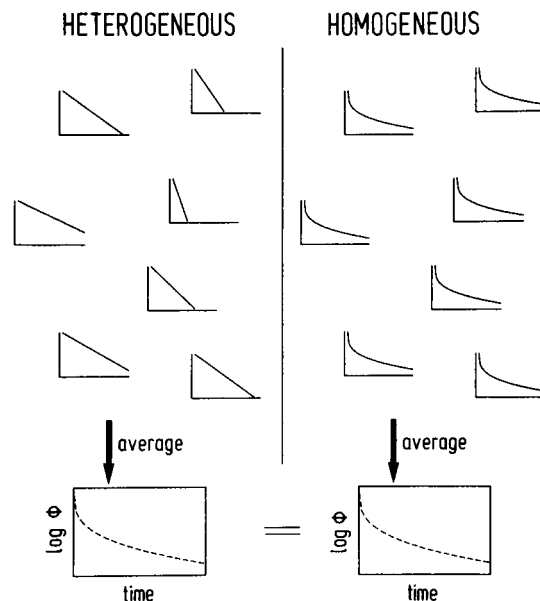 HETEROGENEOUS
HOMOGENEOUS
average
average
log Φ
time
=
log Φ
time